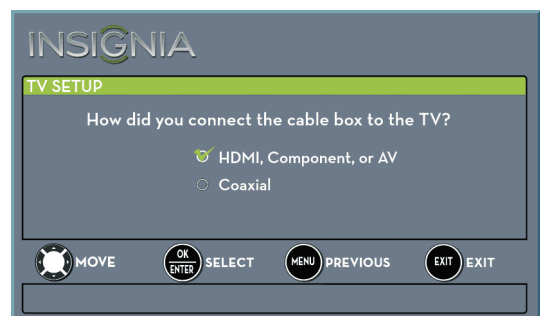 INSIGNIA
TV SETUP
How did you connect the cable box to the TV?
HDMI, Component, or AV
Coaxial
MOVE
OK
ENTER
SELECT
MENU
PREVIOUS
EXIT
EXIT